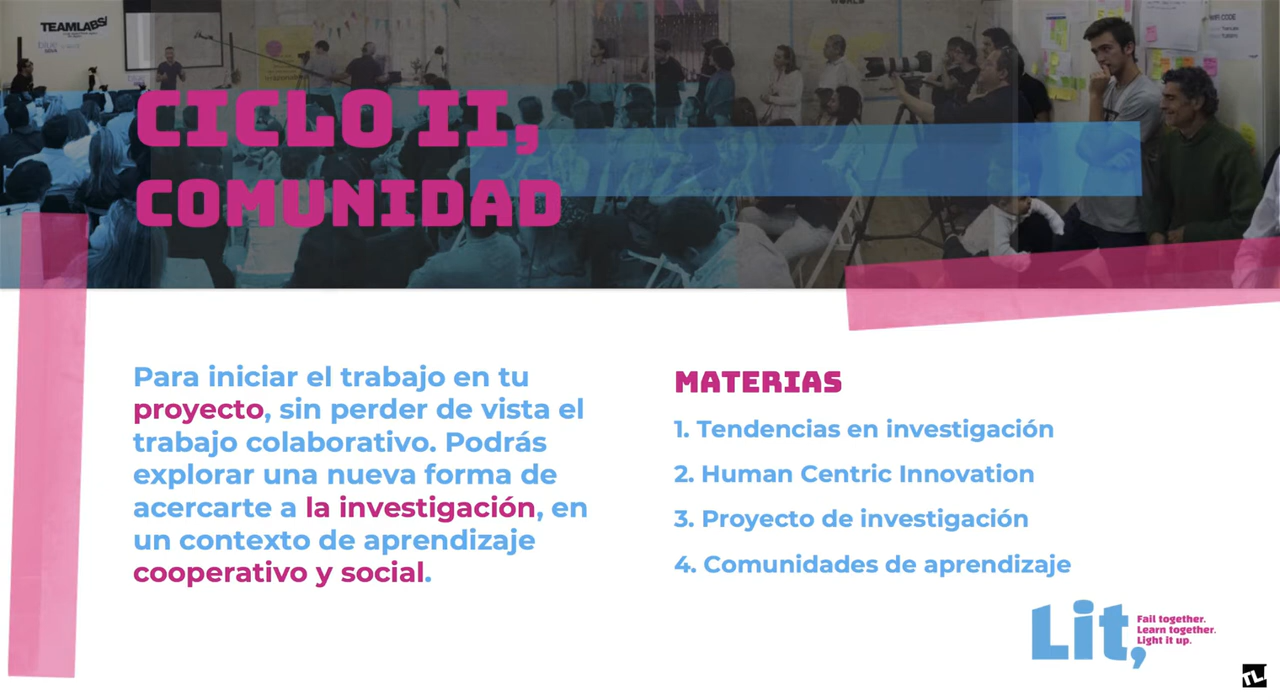 TEAMLABS/
CICLO II,
COMUNIDAD
Para iniciar el trabajo en tu
proyecto, sin perder de vista el
trabajo colaborativo. Podrás
explorar una nueva forma de
acercarte a la investigación, en
un contexto de aprendizaje
cooperativo y social.
MATERIAS
1. Tendencias en investigación
2. Human Centric Innovation
3. Proyecto de investigación
4. Comunidades de aprendizaje
Lit,
Fail together.
Learn together.
Light it up.
TL/